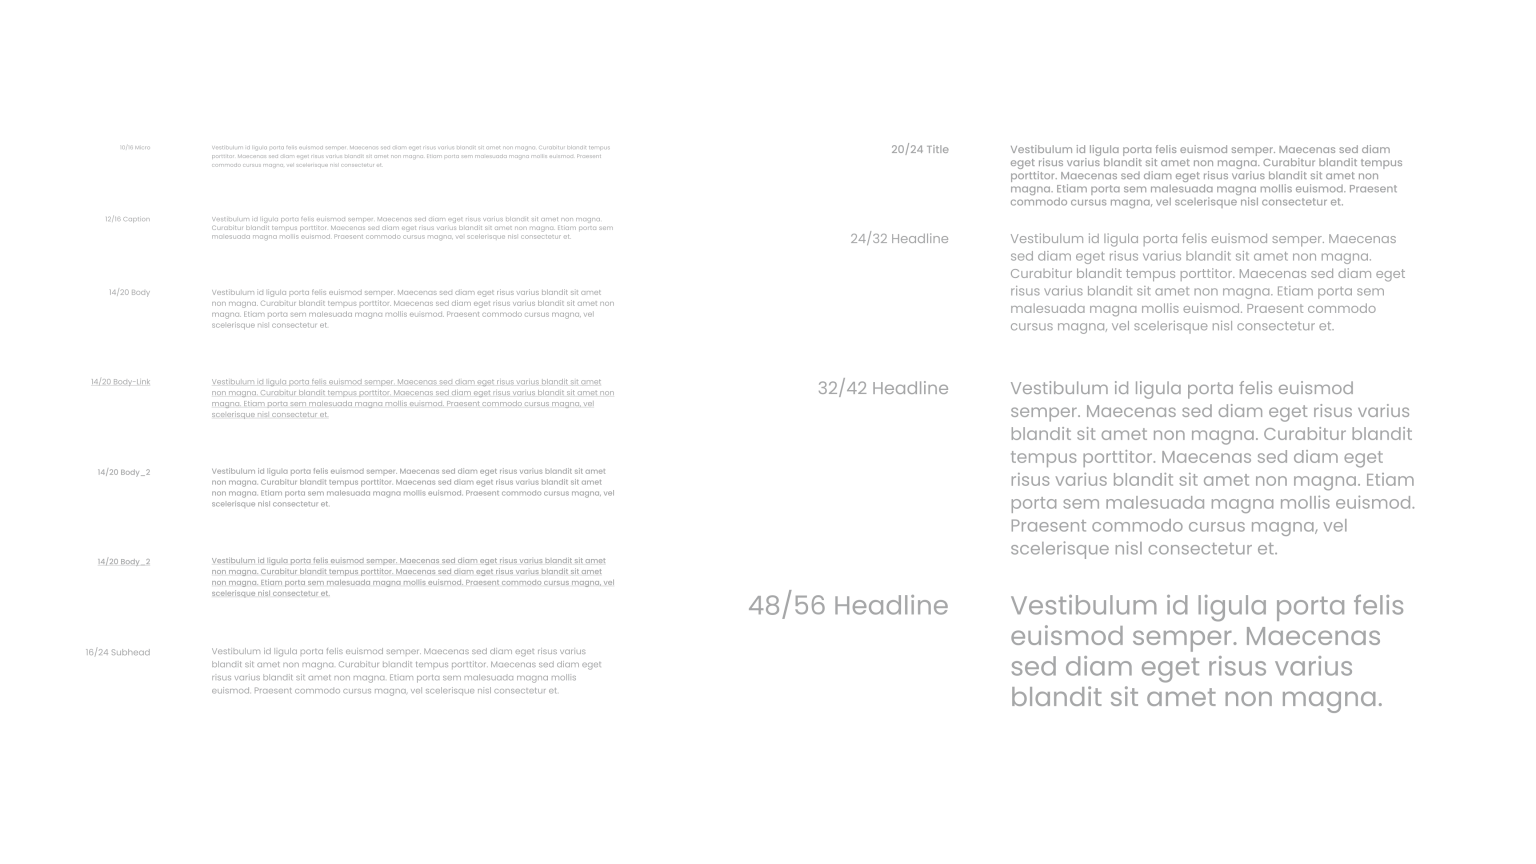 10/16 Micro
Vestibulum id ligula porta felis euismod semper. Maecenas sed diam eget risus varius blandit sit amet non magna. Curabitur blandit tempus
porttitor. Maecenas sed diam eget risus varius blandit sit amet non magna. Etiam porta sem malesuada magna mollis euismod. Praesent
commodo cursus magna, vel scelerisque nisl consectetur et.
12/16 Caption
Vestibulum id ligula porta felis euismod semper. Maecenas sed diam eget risus varius blandit sit amet non magna.
Curabitur blandit tempus porttitor. Maecenas sed diam eget risus varius blandit sit amet non magna. Etiam porta sem
malesuada magna mollis euismod. Praesent commodo cursus magna, vel scelerisque nisl consectetur et.
14/20 Body
Vestibulum id ligula porta felis euismod semper. Maecenas sed diam eget risus varius blandit sit amet
non magna. Curabitur blandit tempus porttitor. Maecenas sed diam eget risus varius blandit sit amet non
magna. Etiam porta sem malesuada magna mollis euismod. Praesent commodo cursus magna, vel
scelerisque nisl consectetur et.
14/20 Body-Link
Vestibulum id ligula porta felis euismod semper. Maecenas sed diam eget risus varius blandit sit amet
non magna. Curabitur blandit tempus porttitor. Maecenas sed diam eget risus varius blandit sit amet non
magna. Etiam porta sem malesuada magna mollis euismod. Praesent commodo cursus magna, vel
scelerisque nisl consectetur et.
14/20 Body_2
Vestibulum id ligula porta felis euismod semper. Maecenas sed diam eget risus varius blandit sit amet
non magna. Curabitur blandit tempus porttitor. Maecenas sed diam eget risus varius blandit sit amet
non magna. Etiam porta sem malesuada magna mollis euismod. Praesent commodo cursus magna, vel
scelerisque nisl consectetur et.
14/20 Body_2
Vestibulum id ligula porta felis euismod semper. Maecenas sed diam eget risus varius blandit sit amet
non magna. Curabitur blandit tempus porttitor. Maecenas sed diam eget risus varius blandit sit amet
non magna. Etiam porta sem malesuada magna mollis euismod. Praesent commodo cursus magna, vel
scelerisque nisl consectetur et.
16/24 Subhead
Vestibulum id ligula porta felis euismod semper. Maecenas sed diam eget risus varius
blandit sit amet non magna. Curabitur blandit tempus porttitor. Maecenas sed diam eget
risus varius blandit sit amet non magna. Etiam porta sem malesuada magna mollis
euismod. Praesent commodo cursus magna, vel scelerisque nisl consectetur et.
20/24 Title
Vestibulum id ligula porta felis euismod semper. Maecenas sed diam
eget risus varius blandit sit amet non magna. Curabitur blandit tempus
porttitor. Maecenas sed diam eget risus varius blandit sit amet non
magna. Etiam porta sem malesuada magna mollis euismod. Praesent
commodo cursus magna, vel scelerisque nisl consectetur et.
24/32 Headline
Vestibulum id ligula porta felis euismod semper. Maecenas
sed diam eget risus varius blandit sit amet non magna.
Curabitur blandit tempus porttitor. Maecenas sed diam eget
risus varius blandit sit amet non magna. Etiam porta sem
malesuada magna mollis euismod. Praesent commodo
cursus magna, vel scelerisque nisl consectetur et.
32/42 Headline
Vestibulum id ligula porta felis euismod
semper. Maecenas sed diam eget risus varius
blandit sit amet non magna. Curabitur blandit
tempus porttitor. Maecenas sed diam eget
risus varius blandit sit amet non magna. Etiam
porta sem malesuada magna mollis euismod.
Praesent commodo cursus magna, vel
scelerisque nisl consectetur et.
48/56 Headline
Vestibulum id ligula porta felis
euismod semper. Maecenas
sed diam eget risus varius
blandit sit amet non magna.